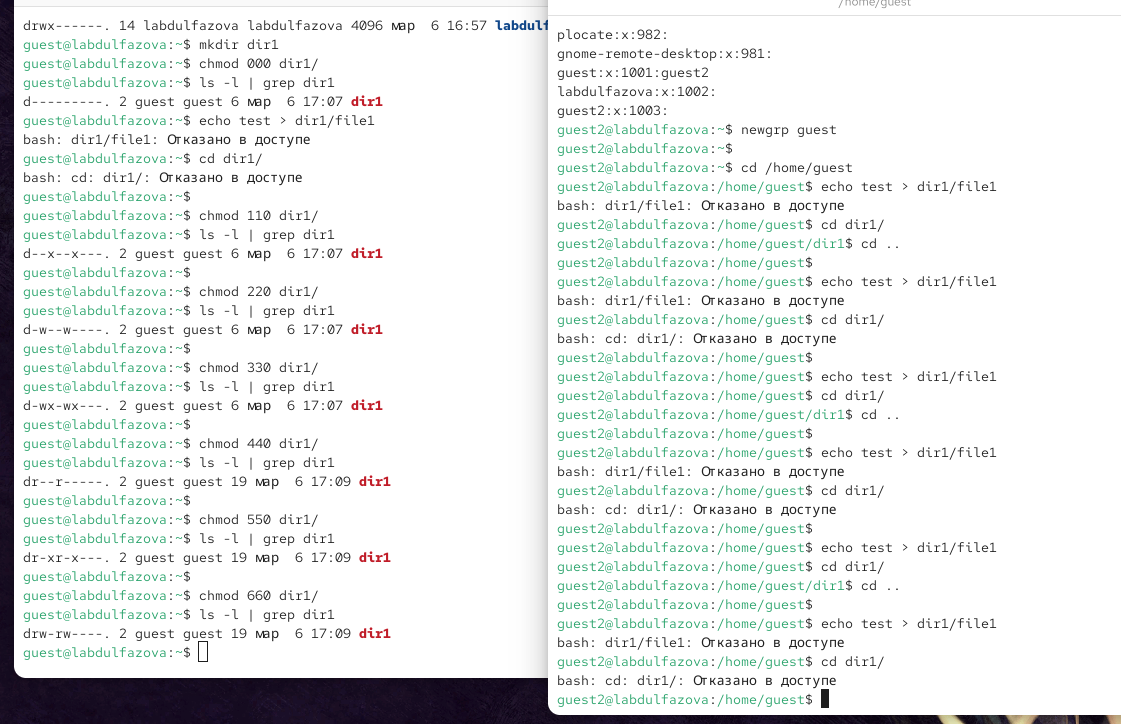 drwx------. 14 labdulfazova labdulfazova 4096 мар  6 16:57 labdulf
guest@labdulfazova:~$ mkdir dir1
guest@labdulfazova:~$ chmod 000 dir1/
guest@labdulfazova:~$ ls -l | grep dir1
d---------. 2 guest guest 6 мар  6 17:07 dir1
guest@labdulfazova:~$ echo test > dir1/file1
bash: dir1/file1: Отказано в доступе
guest@labdulfazova:~$ cd dir1/
bash: cd: dir1/: Отказано в доступе
guest@labdulfazova:~$
guest@labdulfazova:~$ chmod 110 dir1/
guest@labdulfazova:~$ ls -l | grep dir1
d--x--x---. 2 guest guest 6 мар  6 17:07 dir1
guest@labdulfazova:~$
guest@labdulfazova:~$ chmod 220 dir1/
guest@labdulfazova:~$ ls -l | grep dir1
d-w--w----. 2 guest guest 6 мар  6 17:07 dir1
guest@labdulfazova:~$
guest@labdulfazova:~$ chmod 330 dir1/
guest@labdulfazova:~$ ls -l | grep dir1
d-wx-wx---. 2 guest guest 6 мар  6 17:07 dir1
guest@labdulfazova:~$
guest@labdulfazova:~$ chmod 440 dir1/
guest@labdulfazova:~$ ls -l | grep dir1
dr--r-----. 2 guest guest 19 мар  6 17:09 dir1
guest@labdulfazova:~$
guest@labdulfazova:~$ chmod 550 dir1/
guest@labdulfazova:~$ ls -l | grep dir1
dr-xr-x---. 2 guest guest 19 мар  6 17:09 dir1
guest@labdulfazova:~$
guest@labdulfazova:~$ chmod 660 dir1/
guest@labdulfazova:~$ ls -l | grep dir1
drw-rw----. 2 guest guest 19 мар  6 17:09 dir1
guest@labdulfazova:~$
/home/guest
plocate:x:982:
gnome-remote-desktop:x:981:
guest:x:1001:guest2
labdulfazova:x:1002:
guest2:x:1003:
guest2@labdulfazova:~$ newgrp guest
guest2@labdulfazova:~$
guest2@labdulfazova:~$ cd /home/guest
guest2@labdulfazova:/home/guest$ echo test > dir1/file1
bash: dir1/file1: Отказано в доступе
guest2@labdulfazova:/home/guest$ cd dir1/
guest2@labdulfazova:/home/guest/dir1$ cd ..
guest2@labdulfazova:/home/guest$
guest2@labdulfazova:/home/guest$ echo test > dir1/file1
bash: dir1/file1: Отказано в доступе
guest2@labdulfazova:/home/guest$ cd dir1/
bash: cd: dir1/: Отказано в доступе
guest2@labdulfazova:/home/guest$
guest2@labdulfazova:/home/guest$ echo test > dir1/file1
guest2@labdulfazova:/home/guest$ cd dir1/
guest2@labdulfazova:/home/guest/dir1$ cd ..
guest2@labdulfazova:/home/guest$
guest2@labdulfazova:/home/guest$ echo test > dir1/file1
bash: dir1/file1: Отказано в доступе
guest2@labdulfazova:/home/guest$ cd dir1/
bash: cd: dir1/: Отказано в доступе
guest2@labdulfazova:/home/guest$
guest2@labdulfazova:/home/guest$ echo test > dir1/file1
guest2@labdulfazova:/home/guest$ cd dir1/
guest2@labdulfazova:/home/guest/dir1$ cd ..
guest2@labdulfazova:/home/guest$
guest2@labdulfazova:/home/guest$ echo test > dir1/file1
bash: dir1/file1: Отказано в доступе
guest2@labdulfazova:/home/guest$ cd dir1/
bash: cd: dir1/: Отказано в доступе
guest2@labdulfazova:/home/guest$